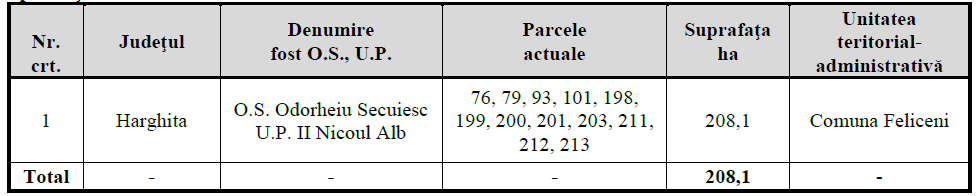 Nr. crt.
Județul
Denumire
fost O.S., U.P.
Parcele
actuale
Suprafaţa
ha
Unitatea
teritorial-
administrativă
1
Harghita
O.S. Odorheiu Secuiesc
U.P. II Nicoul Alb
76, 79, 93, 101, 198,
199, 200, 201, 203, 211,
212, 213
208,1
Comuna Feliceni
Total
-
-
-
208,1
-